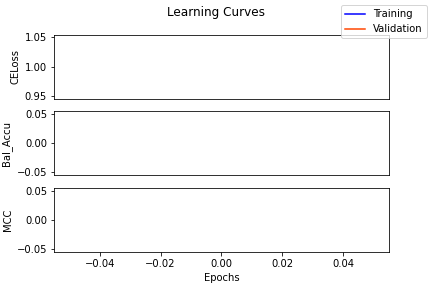 Learning Curves
Training
Validation
1.05
1.00
0.95
CELoss
0.05
0.00
−0.05
Bal_Accu
0.05
0.00
−0.05
MCC
−0.04 −0.02 0.00 0.02 0.04
Epochs